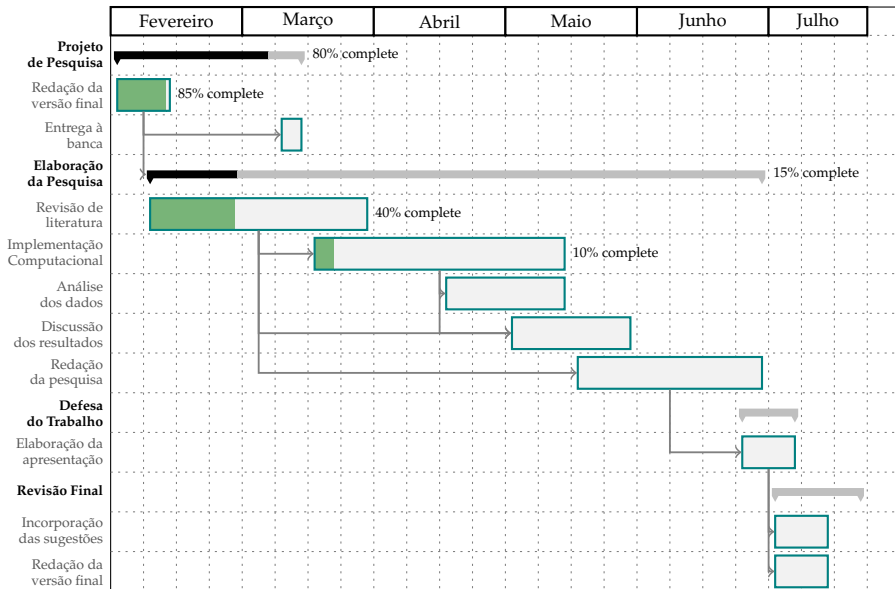 Fevereiro Março Abril Maio Junho Julho
Projeto
de Pesquisa
80% complete
Redação da
versão final
85% complete
Entrega à
banca
Elaboração
da Pesquisa
15% complete
Revisão de
literatura
40% complete
Implementação
Computacional
10% complete
Análise
dos dados
Discussão
dos resultados
Redação
da pesquisa
Defesa
do Trabalho
Elaboração da
apresentação
Revisão Final
Incorporação
das sugestões
Redação da
versão final